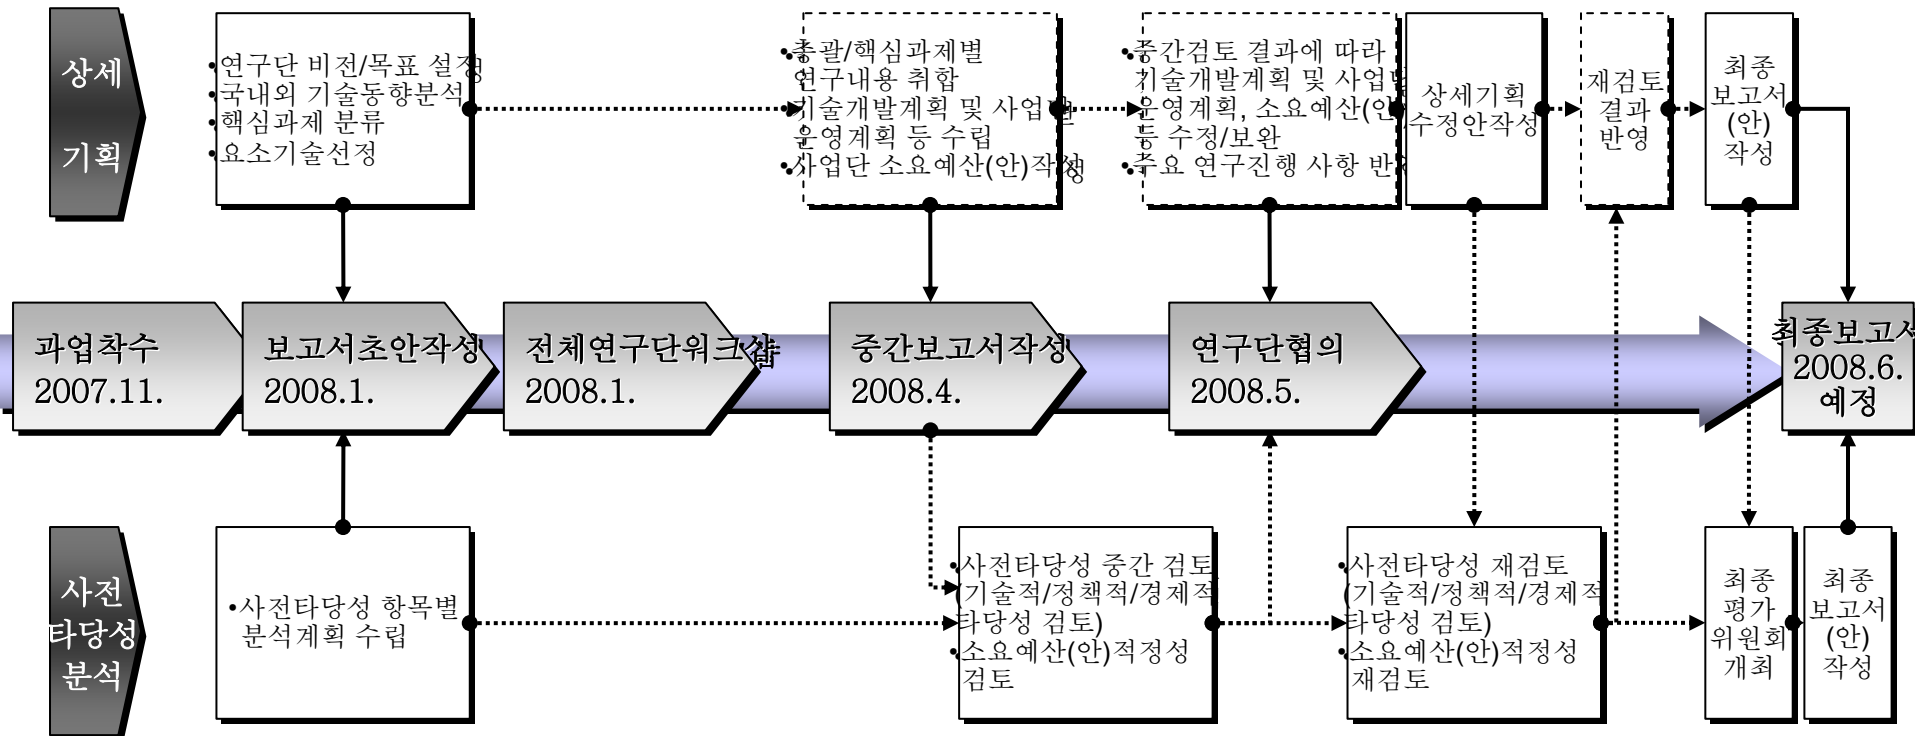 상세
기획
•연구단 비전/목표 설정
•국내외 기술동향분석
•핵심과제 분류
•요소기술선정
•총괄/핵심과제별
연구내용 취합
•기술개발계획 및 사업단
운영계획 등 수립
•사업단 소요예산(안)작성
•중간검토 결과에 따라
기술개발계획 및 사업단
운영계획, 소요예산(안)
등 수정/보완
•주요 연구진행 사항 반영
상세기획
수정안작성
재검토
결과
반영
최종
보고서
(안)
작성
과업착수
2007.11.
보고서초안작성
2008.1.
전체연구단워크샵
2008.1.
중간보고서작성
2008.4.
연구단협의
2008.5.
최종보고서
2008.6.
예정
사전
타당성
분석
•사전타당성 항목별
분석계획 수립
•사전타당성 중간 검토
(기술적/정책적/경제적
타당성 검토)
•소요예산(안)적정성
검토
•사전타당성 재검토
(기술적/정책적/경제적
타당성 검토)
•소요예산(안)적정성
재검토
최종
평가
위원회
개최
최종
보고서
(안)
작성